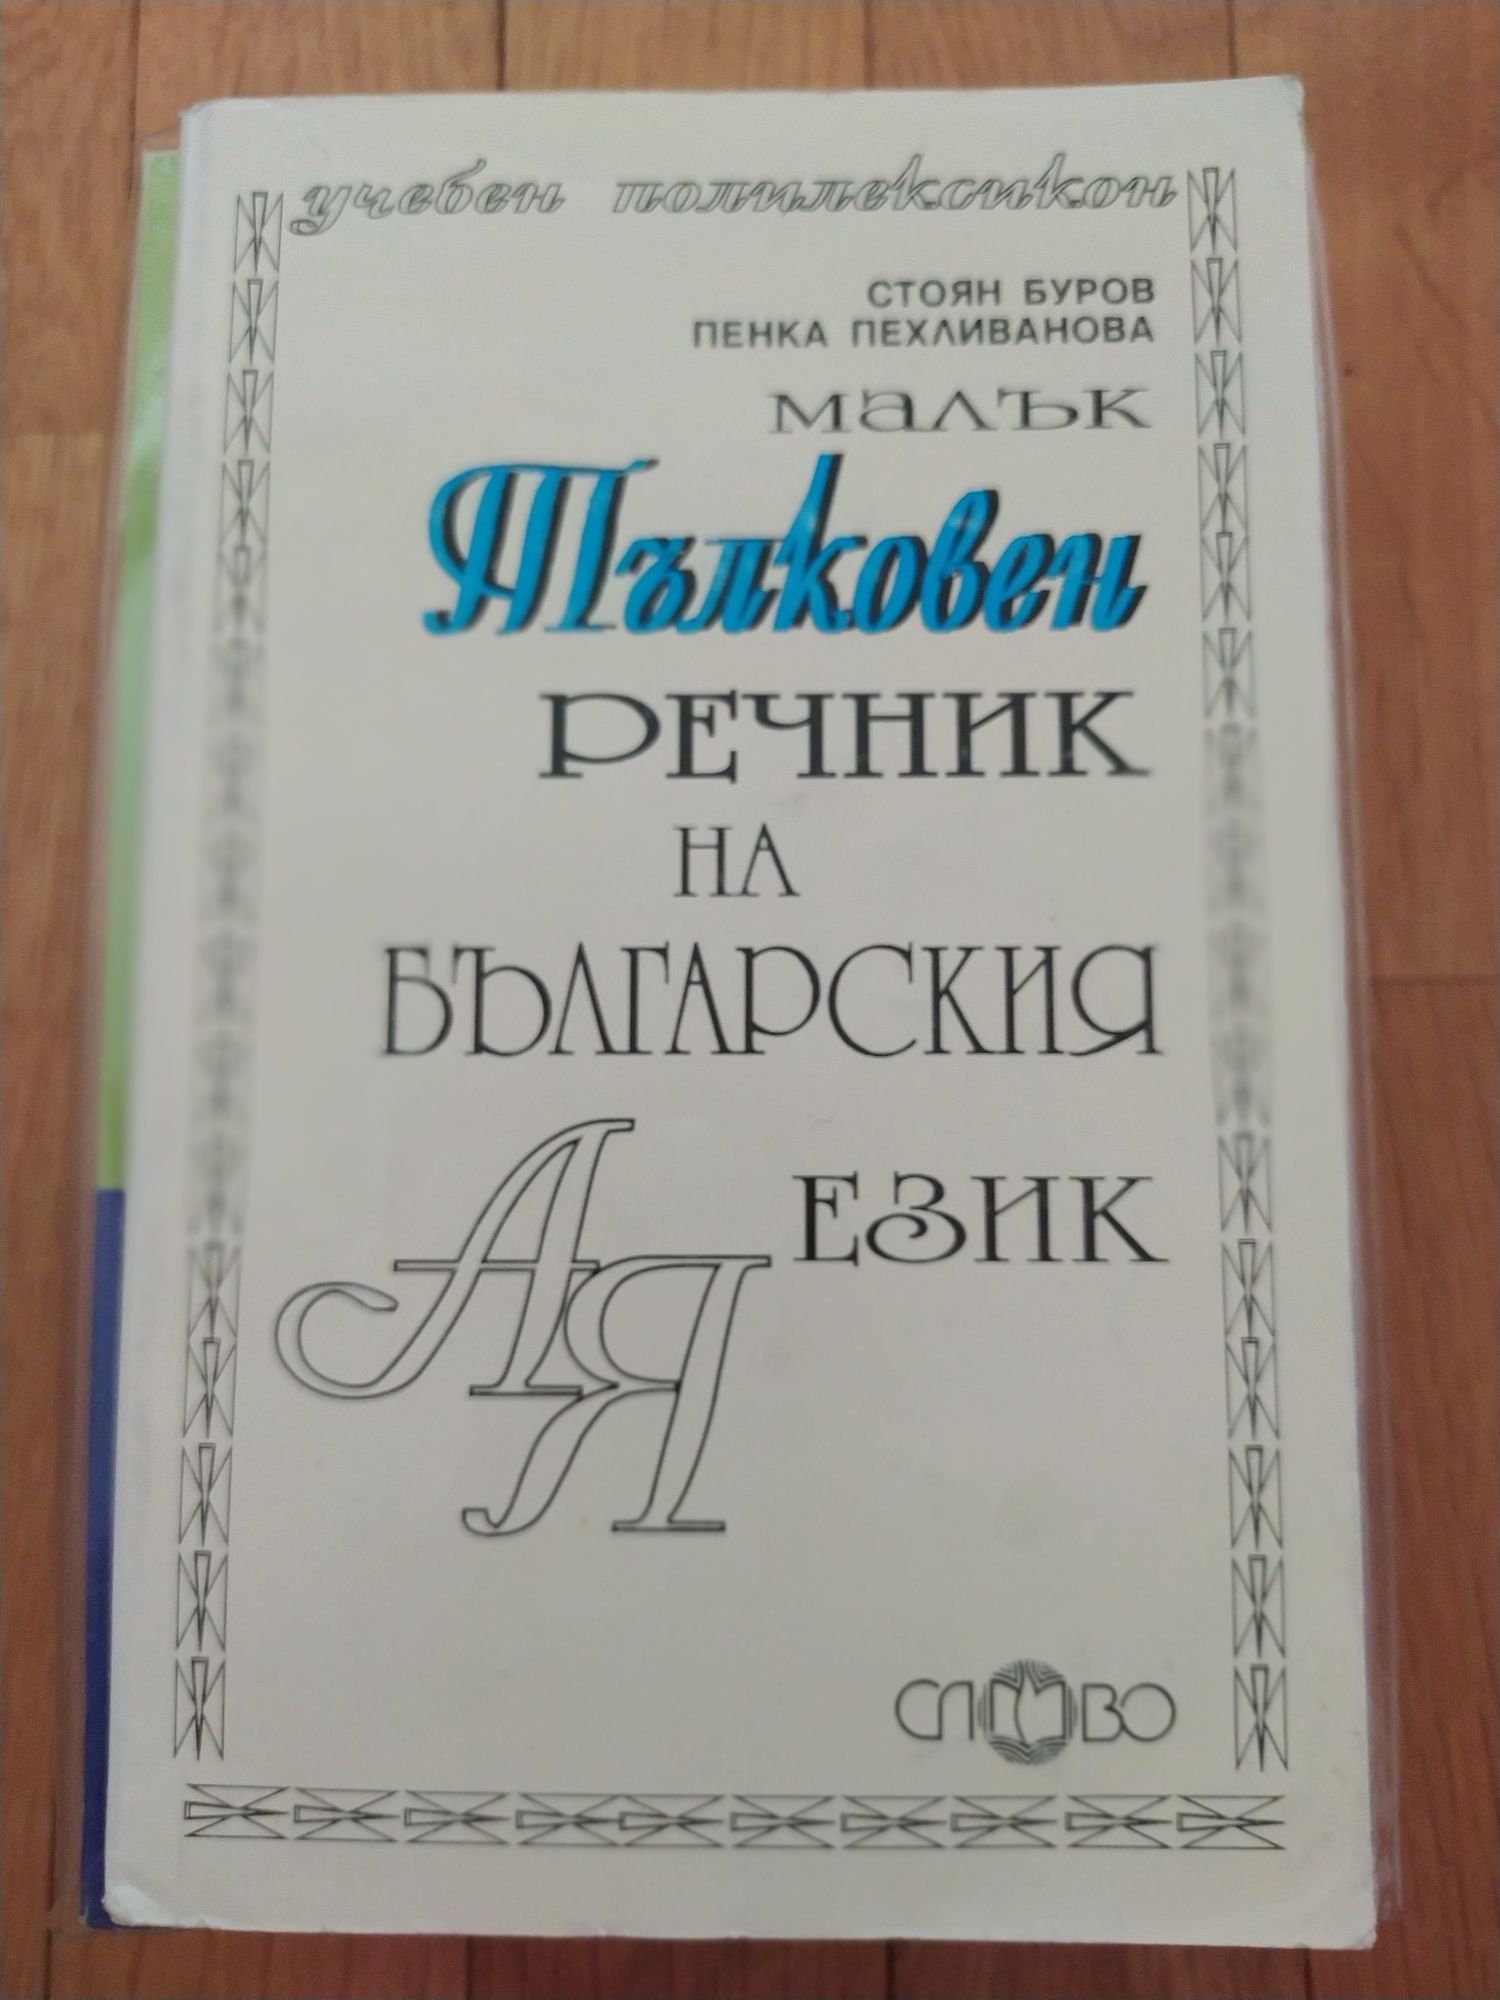 учебен полилексикон
СТОЯН БУРОВ
ПЕНКА ПЕХЛИВАНОВА
МАЛЪК
Тълковен
РЕЧНИК
НА
БЪЛГАРСКИЯ
ЕЗИК
А
Я
СЛОВО